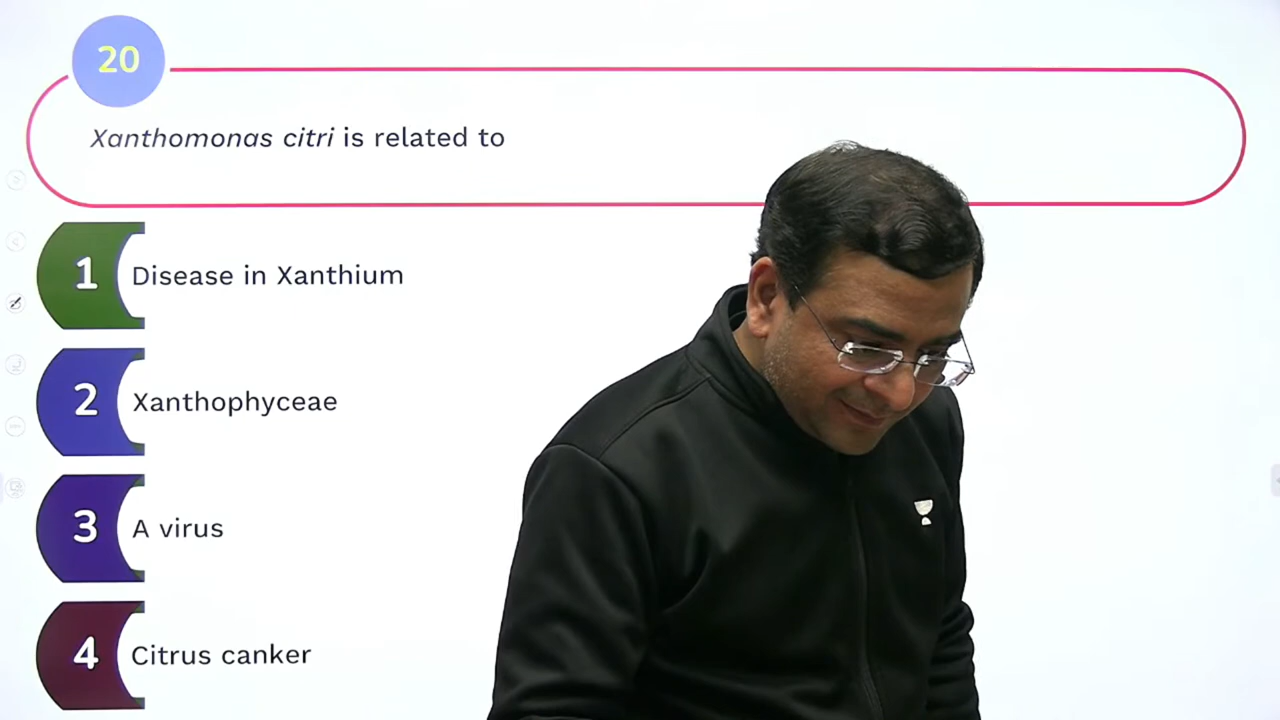 20
Xanthomonas citri is related to
1 Disease in Xanthium
2 Xanthophyceae
3 A virus
4 Citrus canker